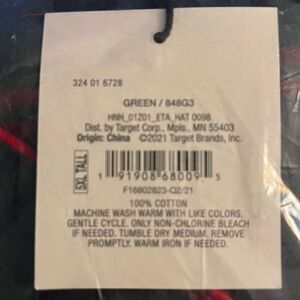 324 01 6728
GREEN / 848G3
HNH_01Z01_ETA_HAT 0098
Dist. by Target Corp., Mpls., MN 55403
Origin: China ©2021 Target Brands, Inc.
5XL TALL
1 91908 68009 5
F16802823-Q2/21
100% COTTON
MACHINE WASH WARM WITH LIKE COLORS,
GENTLE CYCLE. ONLY NON-CHLORINE BLEACH
IF NEEDED. TUMBLE DRY MEDIUM. REMOVE
PROMPTLY. WARM IRON IF NEEDED.